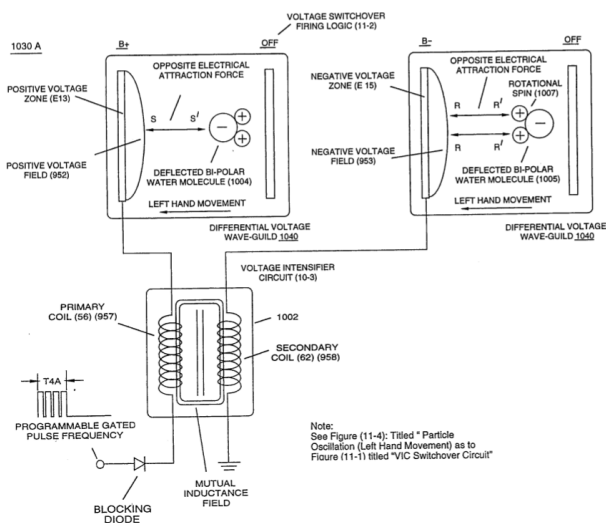 VOLTAGE SWITCHOVER
FIRING LOGIC (11-2)
1030 A
B+
OFF
B-
OFF
OPPOSITE ELECTRICAL
ATTRACTION FORCE
POSITIVE VOLTAGE
ZONE (E13)
S
S'
+
+
−
POSITIVE VOLTAGE
FIELD (952)
DEFLECTED BI-POLAR
WATER MOLECULE (1004)
LEFT HAND MOVEMENT
DIFFERENTIAL VOLTAGE
WAVE-GUILD 1040
OPPOSITE ELECTRICAL
ATTRACTION FORCE
NEGATIVE VOLTAGE
ZONE (E 15)
ROTATIONAL
SPIN (1007)
R
R'
+
+
−
R
R'
NEGATIVE VOLTAGE
FIELD (953)
DEFLECTED BI-POLAR
WATER MOLECULE (1005)
LEFT HAND MOVEMENT
DIFFERENTIAL VOLTAGE
WAVE-GUILD 1040
VOLTAGE INTENSIFIER
CIRCUIT (10-3)
PRIMARY
COIL (56) (957)
1002
SECONDARY
COIL (62) (958)
T4A
PROGRAMMABLE GATED
PULSE FREQUENCY
BLOCKING
DIODE
MUTUAL
INDUCTANCE
FIELD
Note:
See Figure (11-4): Titled " Particle
Oscillation (Left Hand Movement) as to
Figure (11-1) titled "VIC Switchover Circuit"